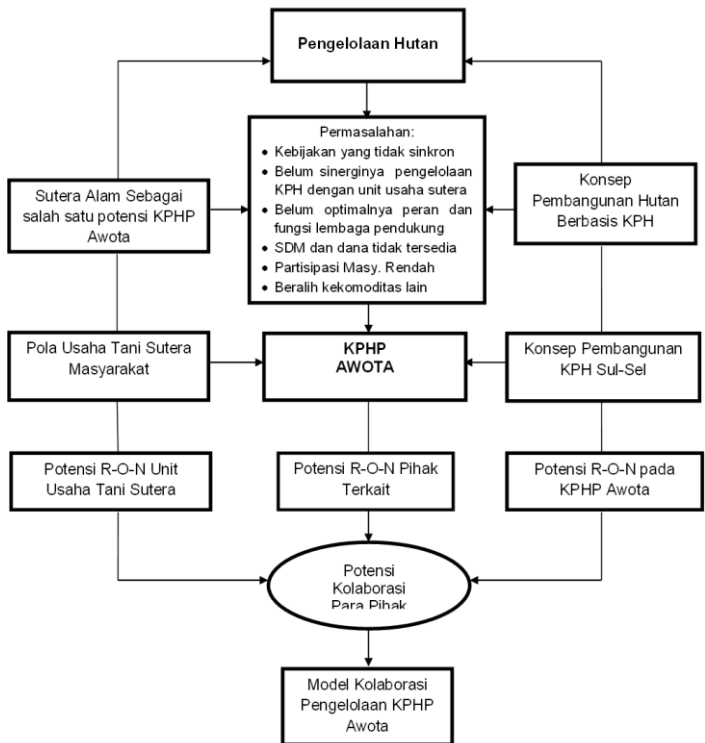 Pengelolaan Hutan
Permasalahan:
• Kebijakan yang tidak sinkron
• Belum sinerginya pengelolaan
KPH dengan unit usaha sutera
• Belum optimalnya peran dan
fungsi lembaga pendukung
• SDM dan dana tidak tersedia
• Partisipasi Masy. Rendah
• Beralih kekomoditas lain
Sutera Alam Sebagai
salah satu potensi KPHP
Awota
Konsep
Pembangunan Hutan
Berbasis KPH
Pola Usaha Tani Sutera
Masyarakat
KPHP
AWOTA
Konsep Pembangunan
KPH Sul-Sel
Potensi R-O-N Unit
Usaha Tani Sutera
Potensi R-O-N Pihak
Terkait
Potensi R-O-N pada
KPHP Awota
Potensi
Kolaborasi
Para Pihak
Model Kolaborasi
Pengelolaan KPHP
Awota